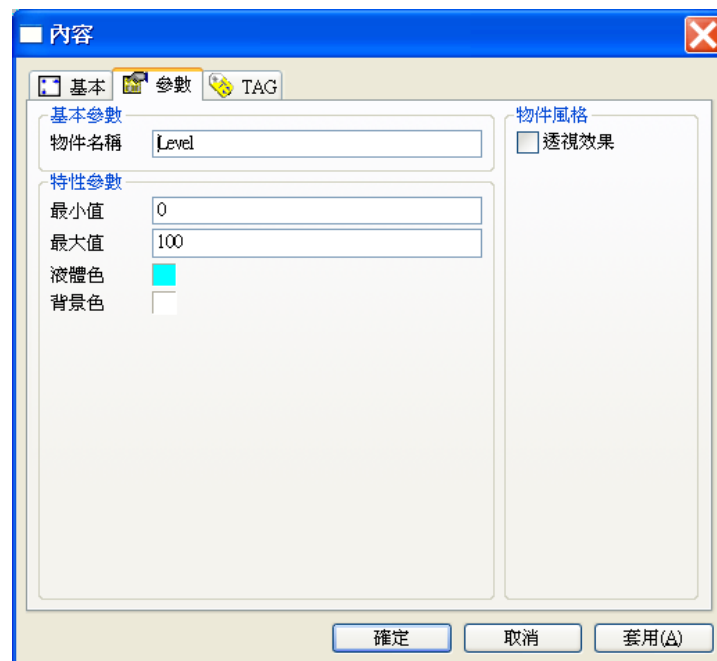 內容
基本 參數 TAG
基本參數
物件名稱 Level
特性參數
最小值 0
最大值 100
液體色
背景色
物件風格
透視效果
確定 取消 套用(A)